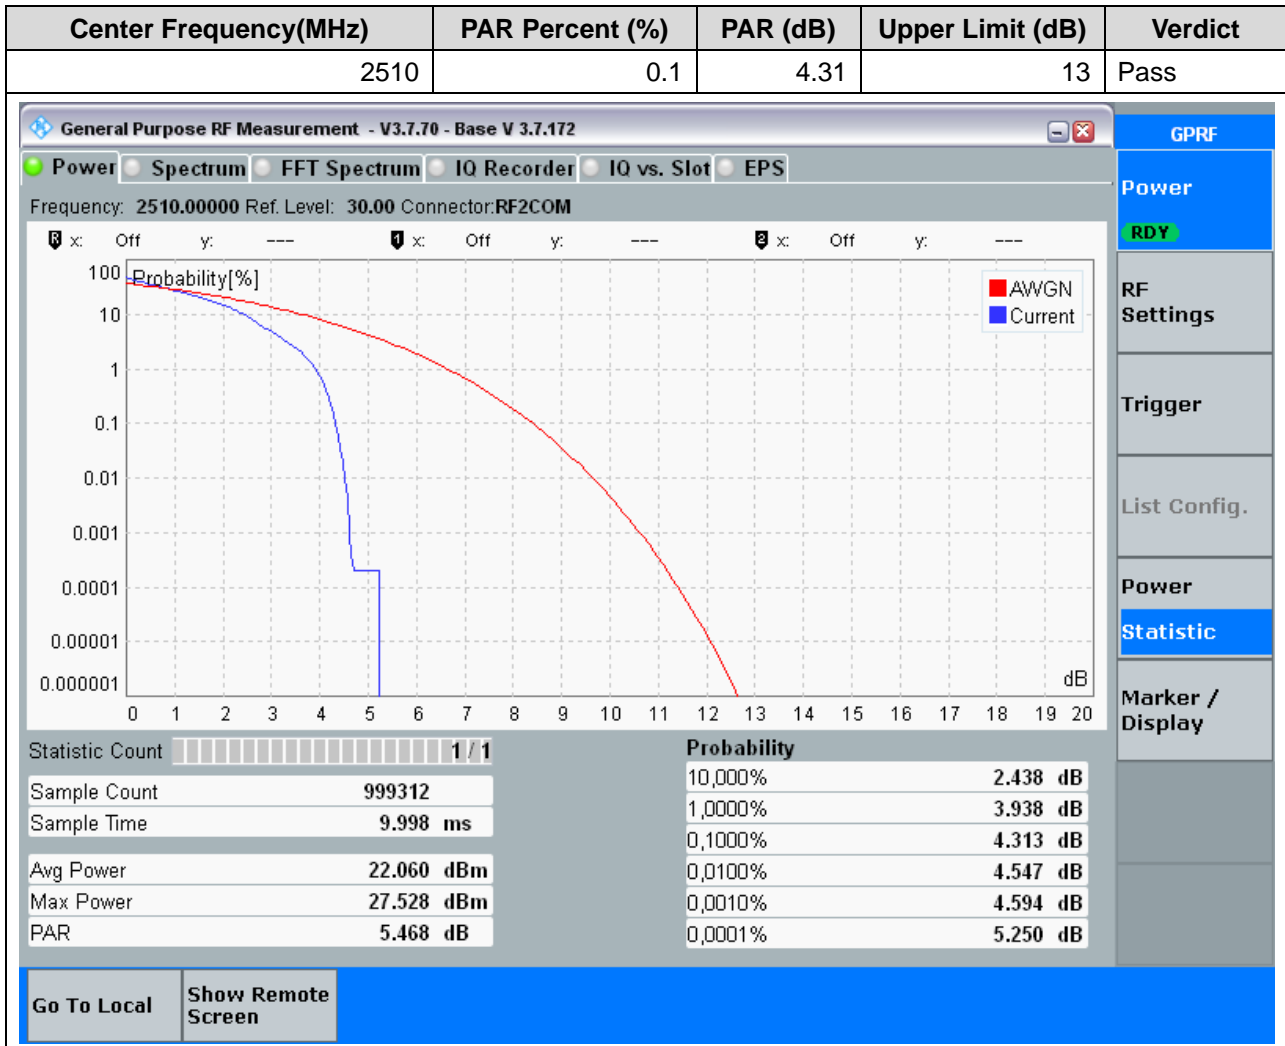 Center Frequency(MHz) PAR Percent (%) PAR (dB) Upper Limit (dB) Verdict
2510 0.1 4.31 13 Pass
General Purpose RF Measurement - V3.7.70 - Base V 3.7.172
GPRF
Power Spectrum FFT Spectrum IQ Recorder IQ vs. Slot EPS
Power
RDY
Frequency: 2510.00000 Ref. Level: 30.00 Connector:RF2COM
R x: Off y: --- 1 x: Off y: --- 2 x: Off y: ---
Probability[%]
AWGN
Current
100
10
1
0.1
0.01
0.001
0.0001
0.00001
0.000001
dB
0 1 2 3 4 5 6 7 8 9 10 11 12 13 14 15 16 17 18 19 20
RF
Settings
Trigger
List Config.
Power
Statistic
Marker /
Display
Statistic Count 1 / 1
Sample Count 999312
Sample Time 9.998 ms
Avg Power 22.060 dBm
Max Power 27.528 dBm
PAR 5.468 dB
Probability
10,000% 2.438 dB
1,0000% 3.938 dB
0,1000% 4.313 dB
0,0100% 4.547 dB
0,0010% 4.594 dB
0,0001% 5.250 dB
Go To Local
Show Remote
Screen